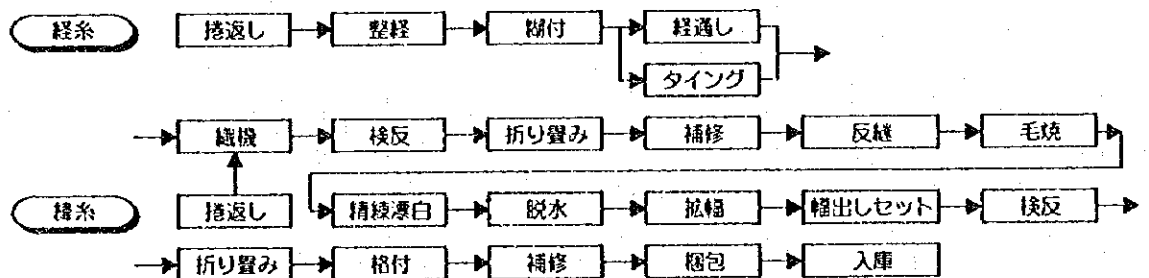 経糸 捲返し 整経 糊付 経通し
タイイング
織機 検反 折り畳み 補修 反継 毛焼
緯糸 捲返し 精練漂白 脱水 拡幅 幅出しセット 検反
折り畳み 格付 補修 梱包 入庫